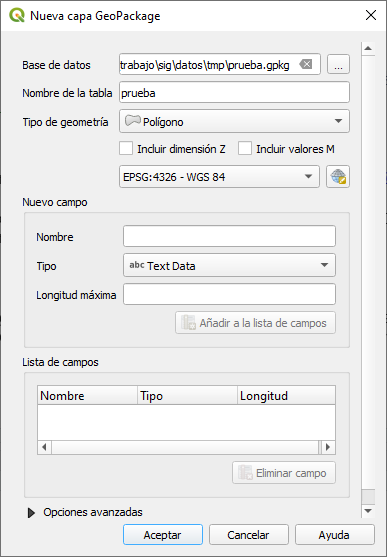 Nueva capa GeoPackage
Base de datos trabajo\sig\datos\tmp\prueba.gpkg ...
Nombre de la tabla prueba
Tipo de geometría Polígono
Incluir dimensión Z Incluir valores M
EPSG:4326 - WGS 84
Nuevo campo
Nombre
Tipo abc Text Data
Longitud máxima
Añadir a la lista de campos
Lista de campos
Nombre Tipo Longitud
Eliminar campo
Opciones avanzadas
Aceptar Cancelar Ayuda